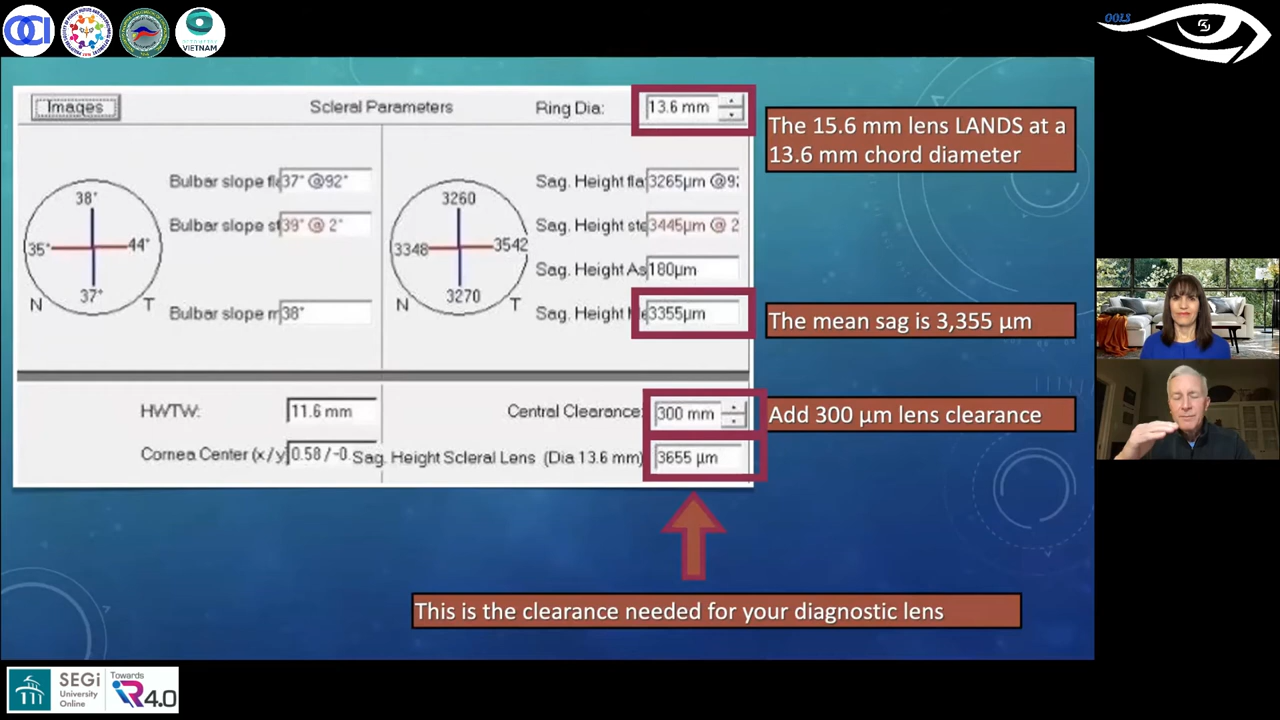 OCI
OPTOMETRY
VIETNAM
OOLS
Images
Scleral Parameters
Ring Dia:
13.6 mm
The 15.6 mm lens LANDS at a
13.6 mm chord diameter
Bulbar slope fl
37° @92°
Bulbar slope st
39° @ 2°
Bulbar slope m
38°
38°
35°
44°
37°
N
T
Sag. Height fla
3265µm @9
Sag. Height ste
3445µm @ 2
Sag. Height As
180µm
Sag. Height
3355µm
3260
3348
3542
3270
N
T
The mean sag is 3,355 µm
HWTW:
11.6 mm
Central Clearance:
300 mm
Add 300 µm lens clearance
Cornea Center (x/y
0.58 / -0.
Sag. Height Scleral Lens (Dia 13.6 mm)
3655 µm
This is the clearance needed for your diagnostic lens
SEGi
University
Online
Towards
iR4.0